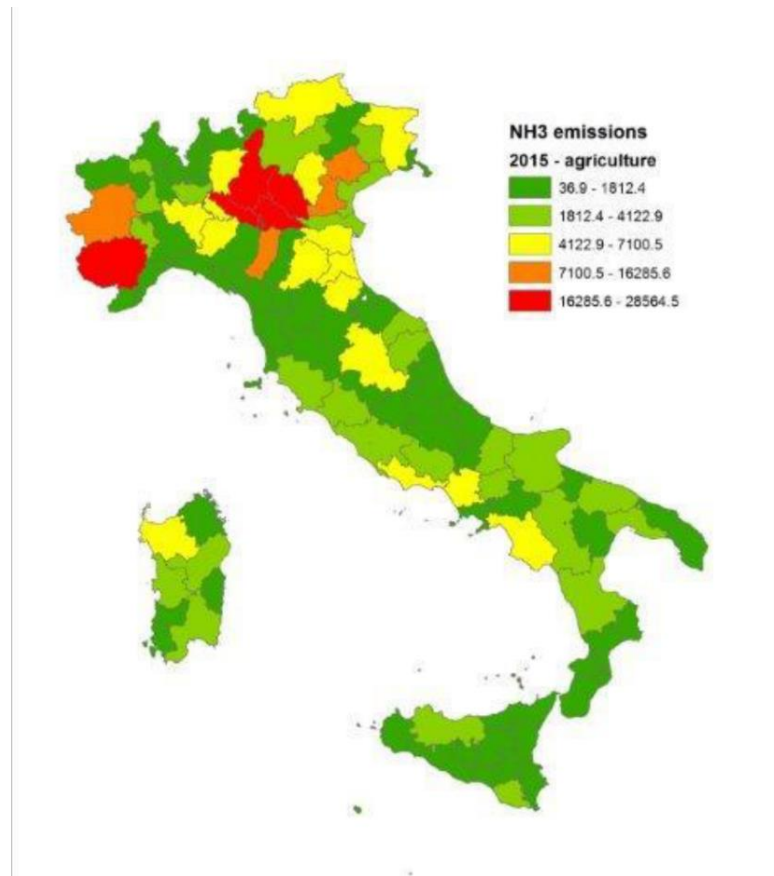 NH3 emissions
2015 - agriculture
36.9 - 1812.4
1812.4 - 4122.9
4122.9 - 7100.5
7100.5 - 16285.6
16285.6 - 28564.5